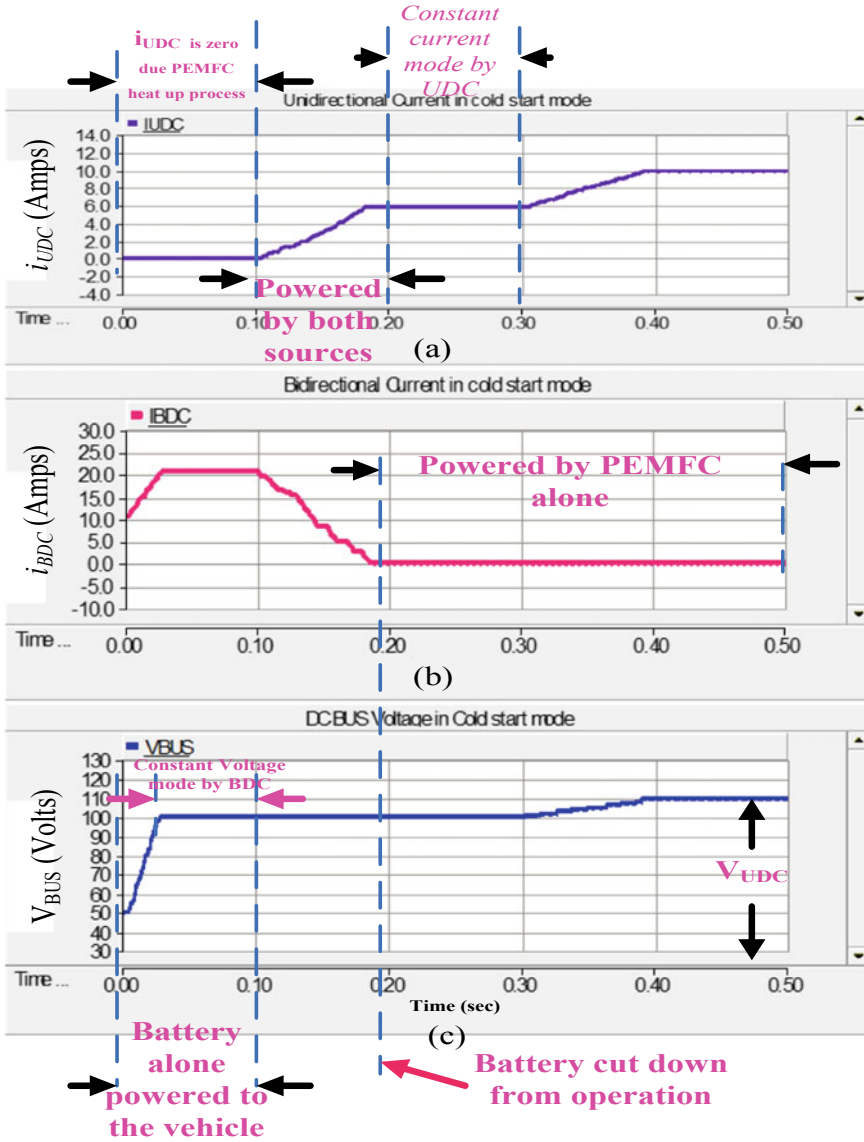 i_UDC is zero
due PEMFC
heat up process
Constant
current
mode by
UDC
Unidirectional Current in cold start mode
IUDC
i_UDC (Amps)
14.0
12.0
10.0
8.0
6.0
4.0
2.0
0.0
-2.0
-4.0
Powered
by both
sources
Time ...
0.00
0.10
0.20
0.30
0.40
0.50
(a)
Bidirectional Current in cold start mode
IBDC
i_BDC (Amps)
30.0
25.0
20.0
15.0
10.0
5.0
0.0
-5.0
-10.0
Powered by PEMFC
alone
Time ...
0.00
0.10
0.20
0.30
0.40
0.50
(b)
DC BUS Voltage in Cold start mode
VBUS
Constant Voltage
mode by BDC
V_BUS (Volts)
130
120
110
100
90
80
70
60
50
40
30
V_UDC
Time ...
0.00
0.10
0.20
0.30
0.40
0.50
Time (sec)
(c)
Battery
alone
powered to
the vehicle
Battery cut down
from operation